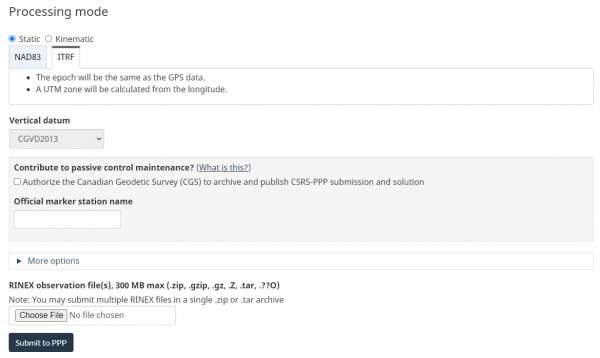 Processing mode
Static Kinematic
NAD83 ITRF
The epoch will be the same as the GPS data.
A UTM zone will be calculated from the longitude.
Vertical datum
CGVD2013
Contribute to passive control maintenance? (What is this?)
Authorize the Canadian Geodetic Survey (CGS) to archive and publish CSRS-PPP submission and solution
Official marker station name
More options
RINEX observation file(s), 300 MB max (.zip, .gzip, .gz, .Z, .tar, .??O)
Note: You may submit multiple RINEX files in a single .zip or .tar archive
Choose File No file chosen
Submit to PPP